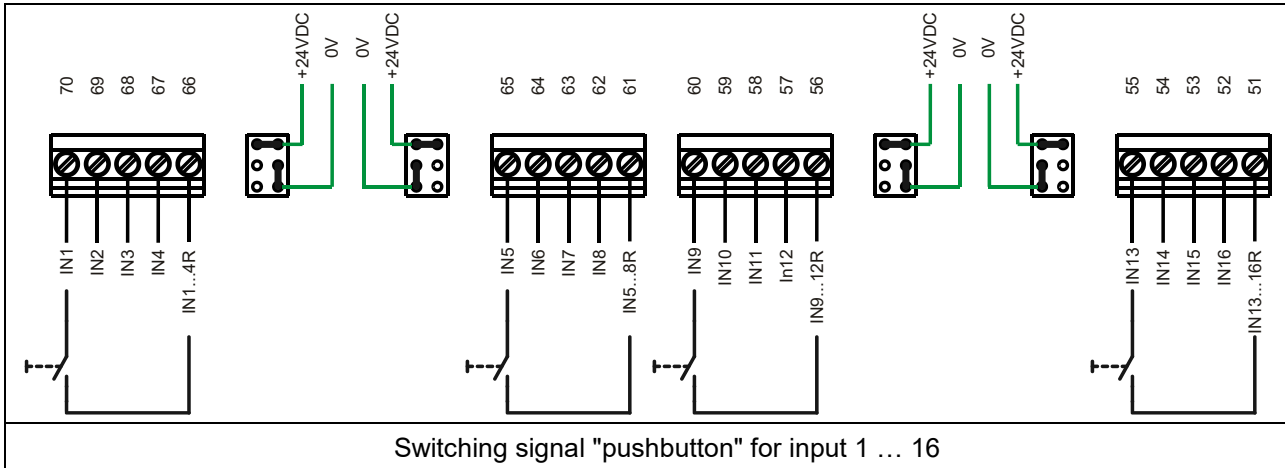 70 69 68 67 66 +24VDC 0V 0V +24VDC 65 64 63 62 61 60 59 58 57 56 +24VDC 0V 0V +24VDC 55 54 53 52 51
IN1 IN2 IN3 IN4 IN1...4R IN5 IN6 IN7 IN8 IN5...8R IN9 IN10 IN11 In12 IN9...12R IN13 IN14 IN15 IN16 IN13...16R
Switching signal "pushbutton" for input 1 … 16